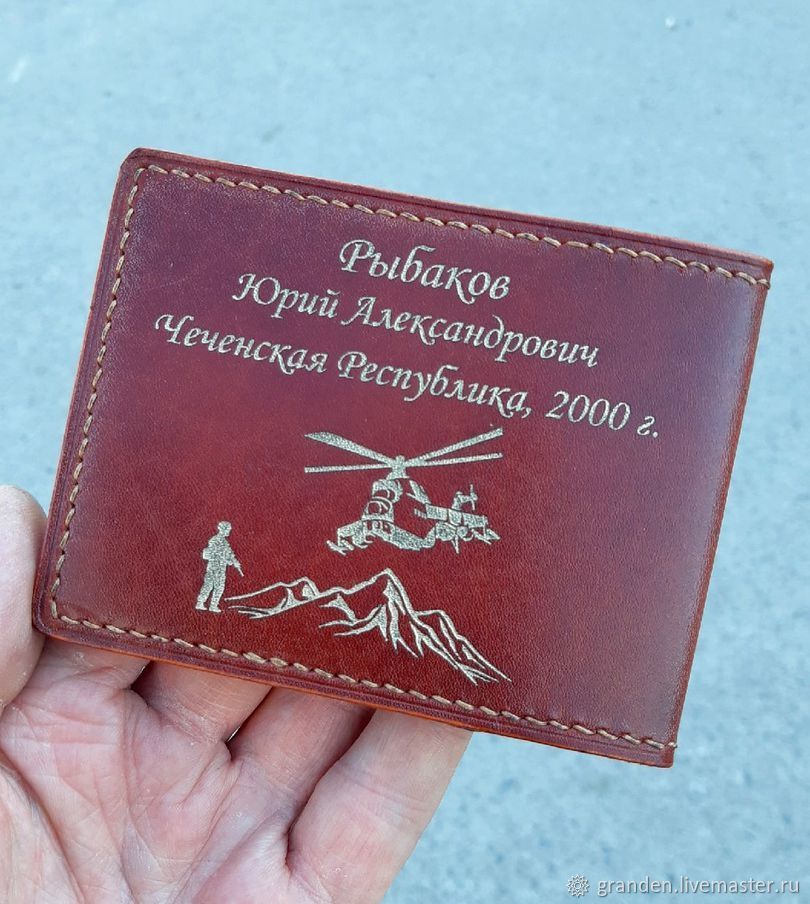 Рыбаков
Юрий Александрович
Чеченская Республика, 2000 г.
granden.livemaster.ru